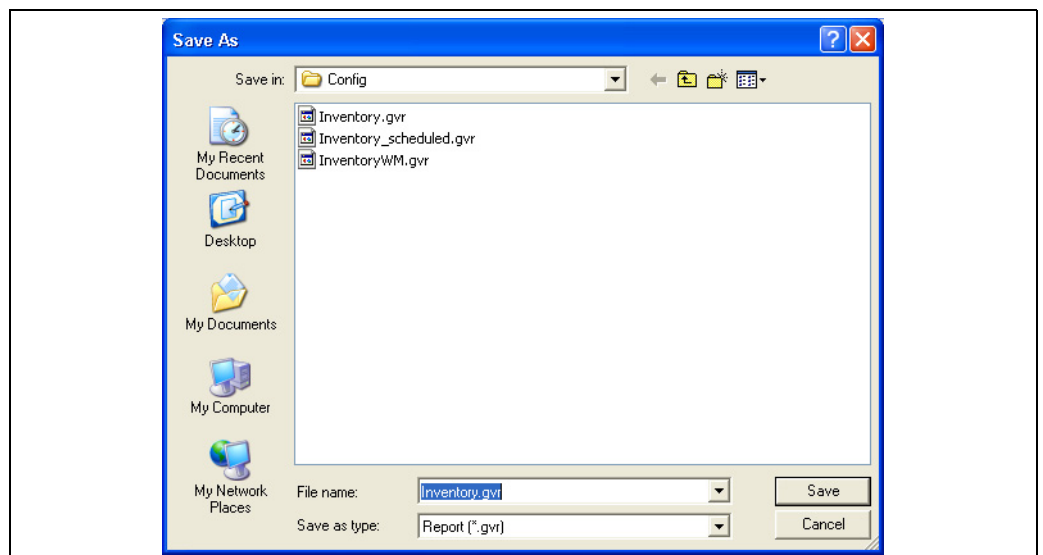 Save As
Save in: Config
Inventory.gvr
Inventory_scheduled.gvr
InventoryWM.gvr
My Recent
Documents
Desktop
My Documents
My Computer
My Network
Places
File name: Inventory.gvr Save
Save as type: Report (*.gvr) Cancel